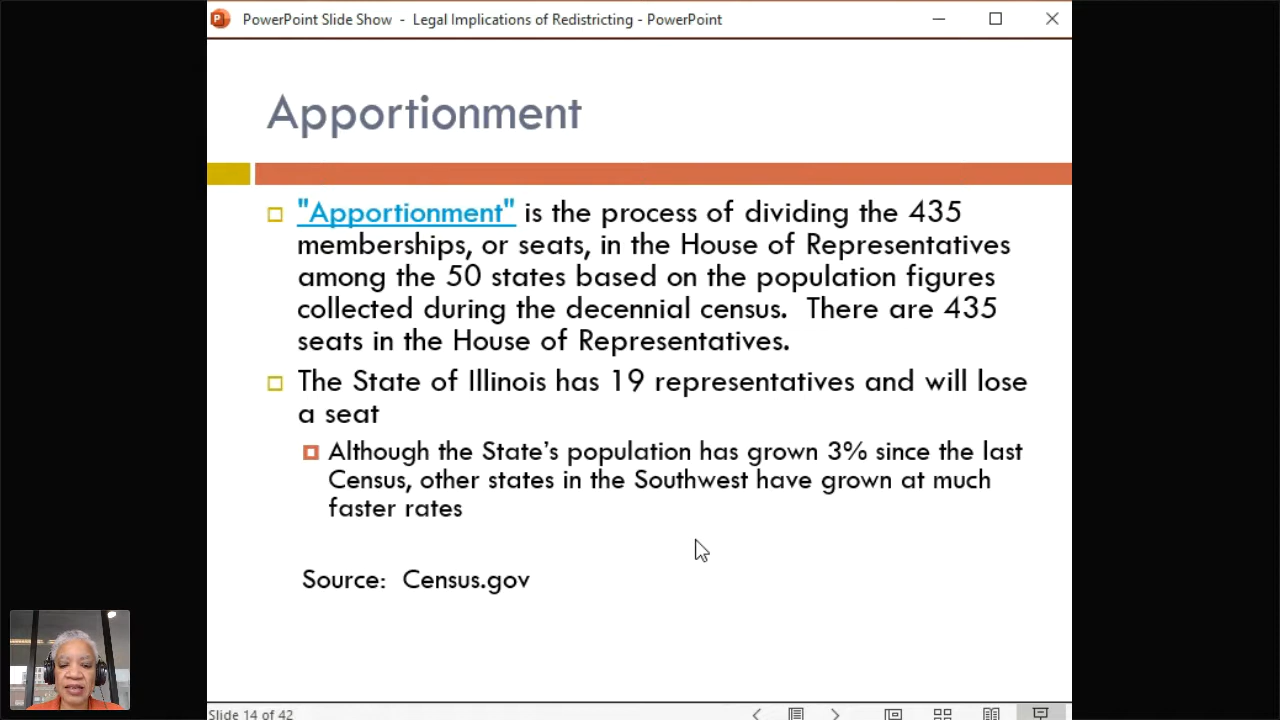 PowerPoint Slide Show - Legal Implications of Redistricting - PowerPoint
Apportionment
"Apportionment" is the process of dividing the 435
memberships, or seats, in the House of Representatives
among the 50 states based on the population figures
collected during the decennial census.  There are 435
seats in the House of Representatives.
The State of Illinois has 19 representatives and will lose
a seat
Although the State's population has grown 3% since the last
Census, other states in the Southwest have grown at much
faster rates
Source:  Census.gov
Slide 14 of 42